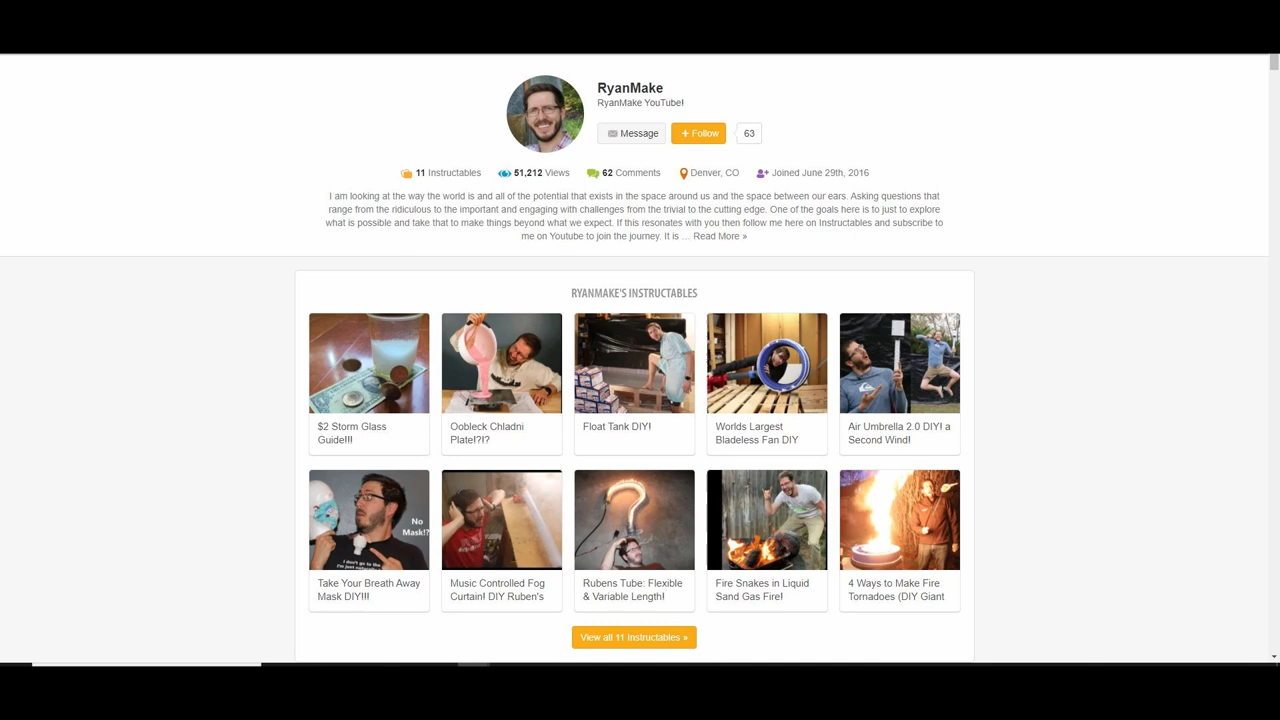 RyanMake
RyanMake YouTube!
Message
Follow
63
11 Instructables
51,212 Views
62 Comments
Denver, CO
Joined June 29th, 2016
I am looking at the way the world is and all of the potential that exists in the space around us and the space between our ears. Asking questions that
range from the ridiculous to the important and engaging with challenges from the trivial to the cutting edge. One of the goals here is to just to explore
what is possible and take that to make things beyond what we expect. If this resonates with you then follow me here on Instructables and subscribe to
me on Youtube to join the journey. It is ... Read More »
RYANMAKE'S INSTRUCTABLES
$2 Storm Glass
Guide!!!
Oobleck Chladni
Plate!?!?
Float Tank DIY!
Worlds Largest
Bladeless Fan DIY
Air Umbrella 2.0 DIY! a
Second Wind!
No
Mask!?
I don't go to the
Take Your Breath Away
Mask DIY!!!
Music Controlled Fog
Curtain! DIY Ruben's
Rubens Tube: Flexible
& Variable Length!
Fire Snakes in Liquid
Sand Gas Fire!
4 Ways to Make Fire
Tornadoes (DIY Giant
View all 11 Instructables »